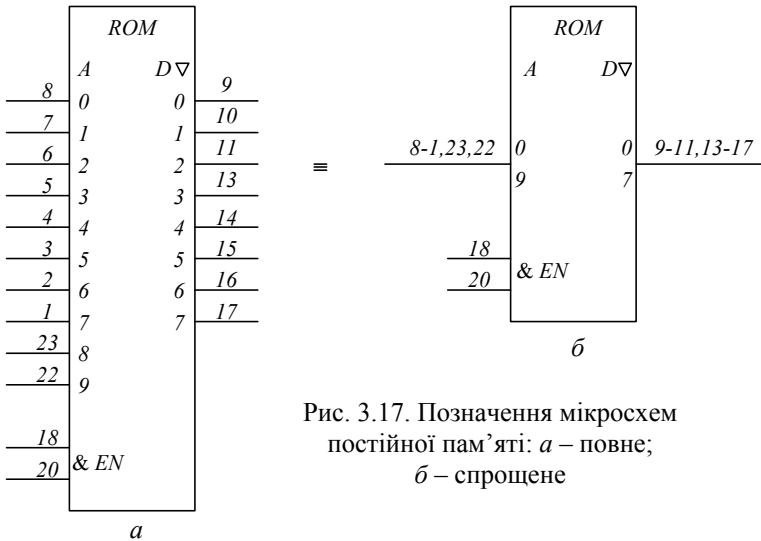 ROM ROM
A D▽ A D▽
8 0 0 9
7 1 1 10
6 2 2 11 8-1,23,22 0 0 9-11,13-17
5 3 3 13 ≡ 9 7
4 4 4 14
3 5 5 15 18
2 6 6 16 20 & EN
1 7 7 17
23 8 б
22 9
Рис. 3.17. Позначення мікросхем
18 постійної пам’яті: а – повне;
20 & EN б – спрощене
а